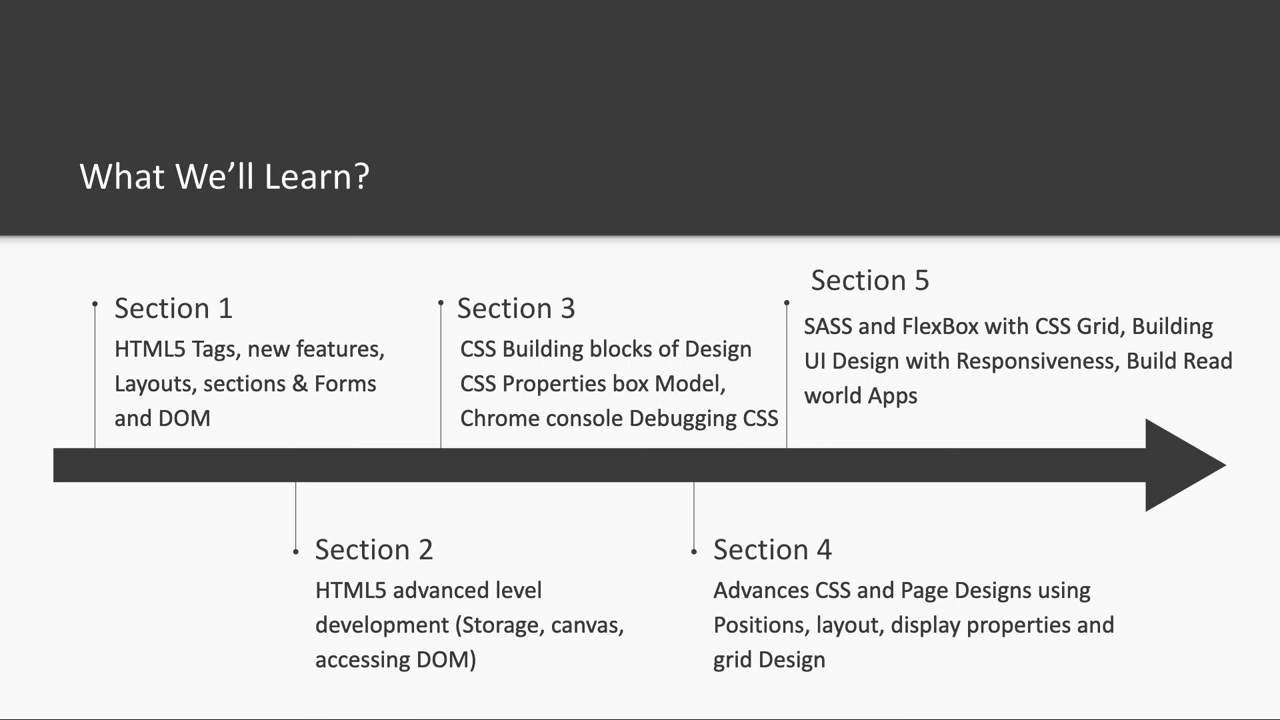 What We’ll Learn?
Section 1
HTML5 Tags, new features,
Layouts, sections & Forms
and DOM
Section 2
HTML5 advanced level
development (Storage, canvas,
accessing DOM)
Section 3
CSS Building blocks of Design
CSS Properties box Model,
Chrome console Debugging CSS
Section 4
Advances CSS and Page Designs using
Positions, layout, display properties and
grid Design
Section 5
SASS and FlexBox with CSS Grid, Building
UI Design with Responsiveness, Build Read
world Apps